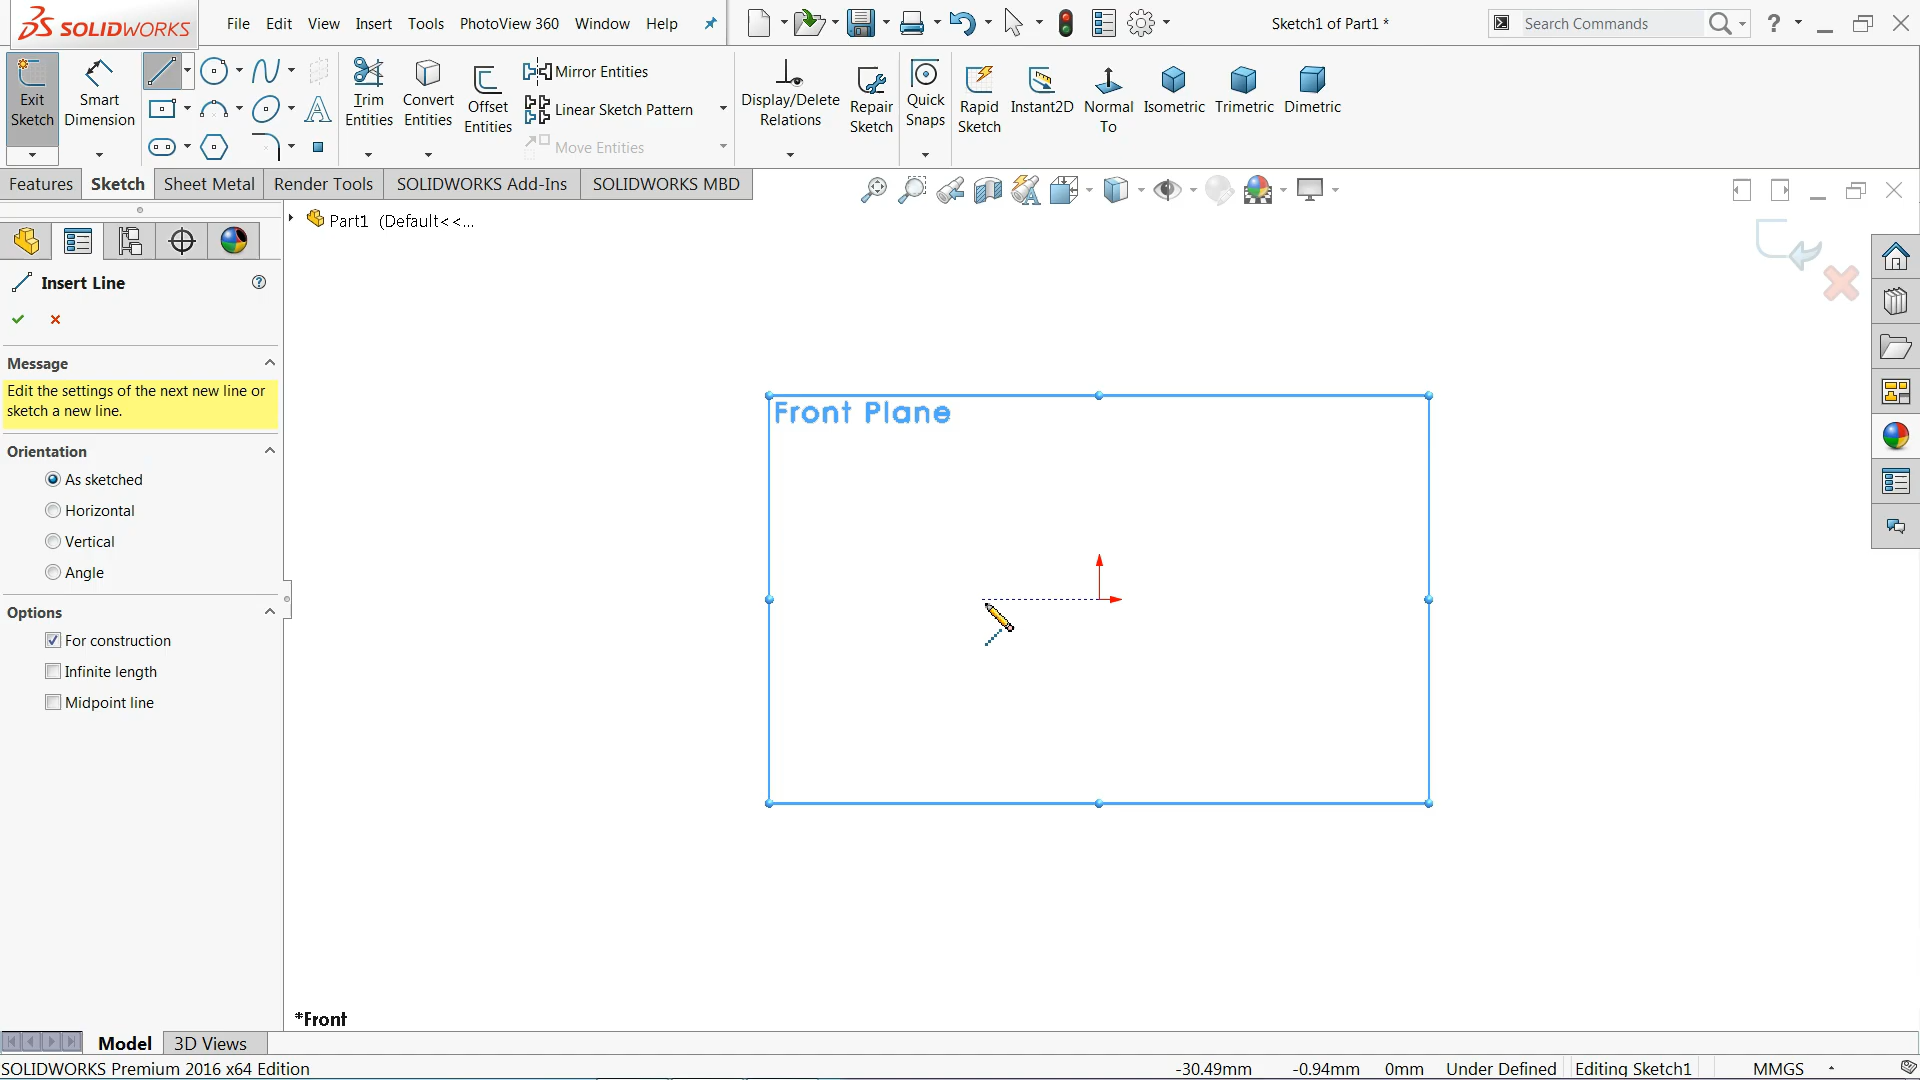 SOLIDWORKS File Edit View Insert Tools PhotoView 360 Window Help Sketch1 of Part1 * Search Commands ?
Exit Sketch
Smart Dimension
Trim Entities
Convert Entities
Offset Entities
Mirror Entities
Linear Sketch Pattern
Move Entities
Display/Delete Relations
Repair Sketch
Quick Snaps
Rapid Sketch
Instant2D
Normal To
Isometric
Trimetric
Dimetric
Features Sketch Sheet Metal Render Tools SOLIDWORKS Add-Ins SOLIDWORKS MBD
Part1 (Default<<...
Insert Line
Message
Edit the settings of the next new line or
sketch a new line.
Orientation
As sketched
Horizontal
Vertical
Angle
Options
For construction
Infinite length
Midpoint line
Front Plane
*Front
Model 3D Views
SOLIDWORKS Premium 2016 x64 Edition -30.49mm -0.94mm 0mm Under Defined Editing Sketch1 MMGS